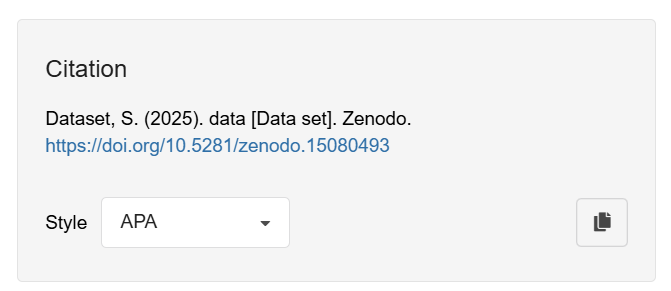 Citation
Dataset, S. (2025). data [Data set]. Zenodo.
https://doi.org/10.5281/zenodo.15080493
Style APA